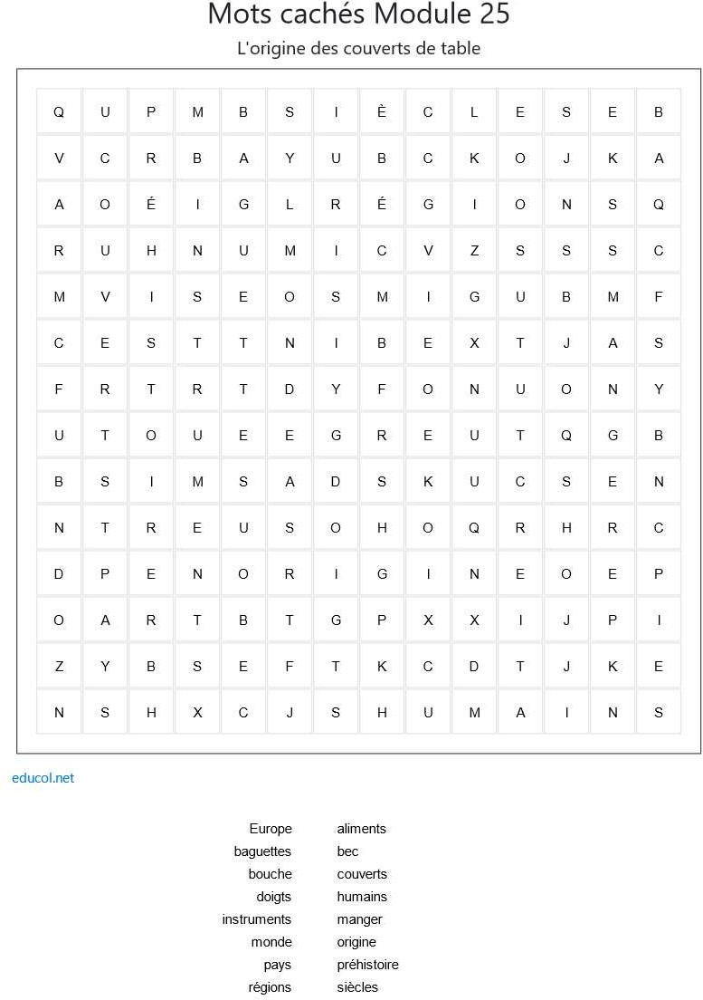 Mots cachés Module 25
L'origine des couverts de table
Q U P M B S I È C L E S E B
V C R B A Y U B C K O J K A
A O É I G L R É G I O N S Q
R U H N U M I C V Z S S S C
M V I S E O S M I G U B M F
C E S T T N I B E X T J A S
F R T R T D Y F O N U O N Y
U T O U E E G R E U T Q G B
B S I M S A D S K U C S E N
N T R E U S O H O Q R H R C
D P E N O R I G I N E O E P
O A R T B T G P X X I J P I
Z Y B S E F T K C D T J K E
N S H X C J S H U M A I N S
educol.net
Europe aliments
baguettes bec
bouche couverts
doigts humains
instruments manger
monde origine
pays préhistoire
régions siècles